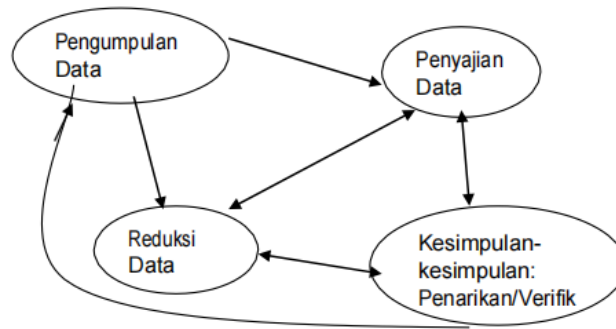 Pengumpulan
Data
Penyajian
Data
Reduksi
Data
Kesimpulan-
kesimpulan:
Penarikan/Verifik